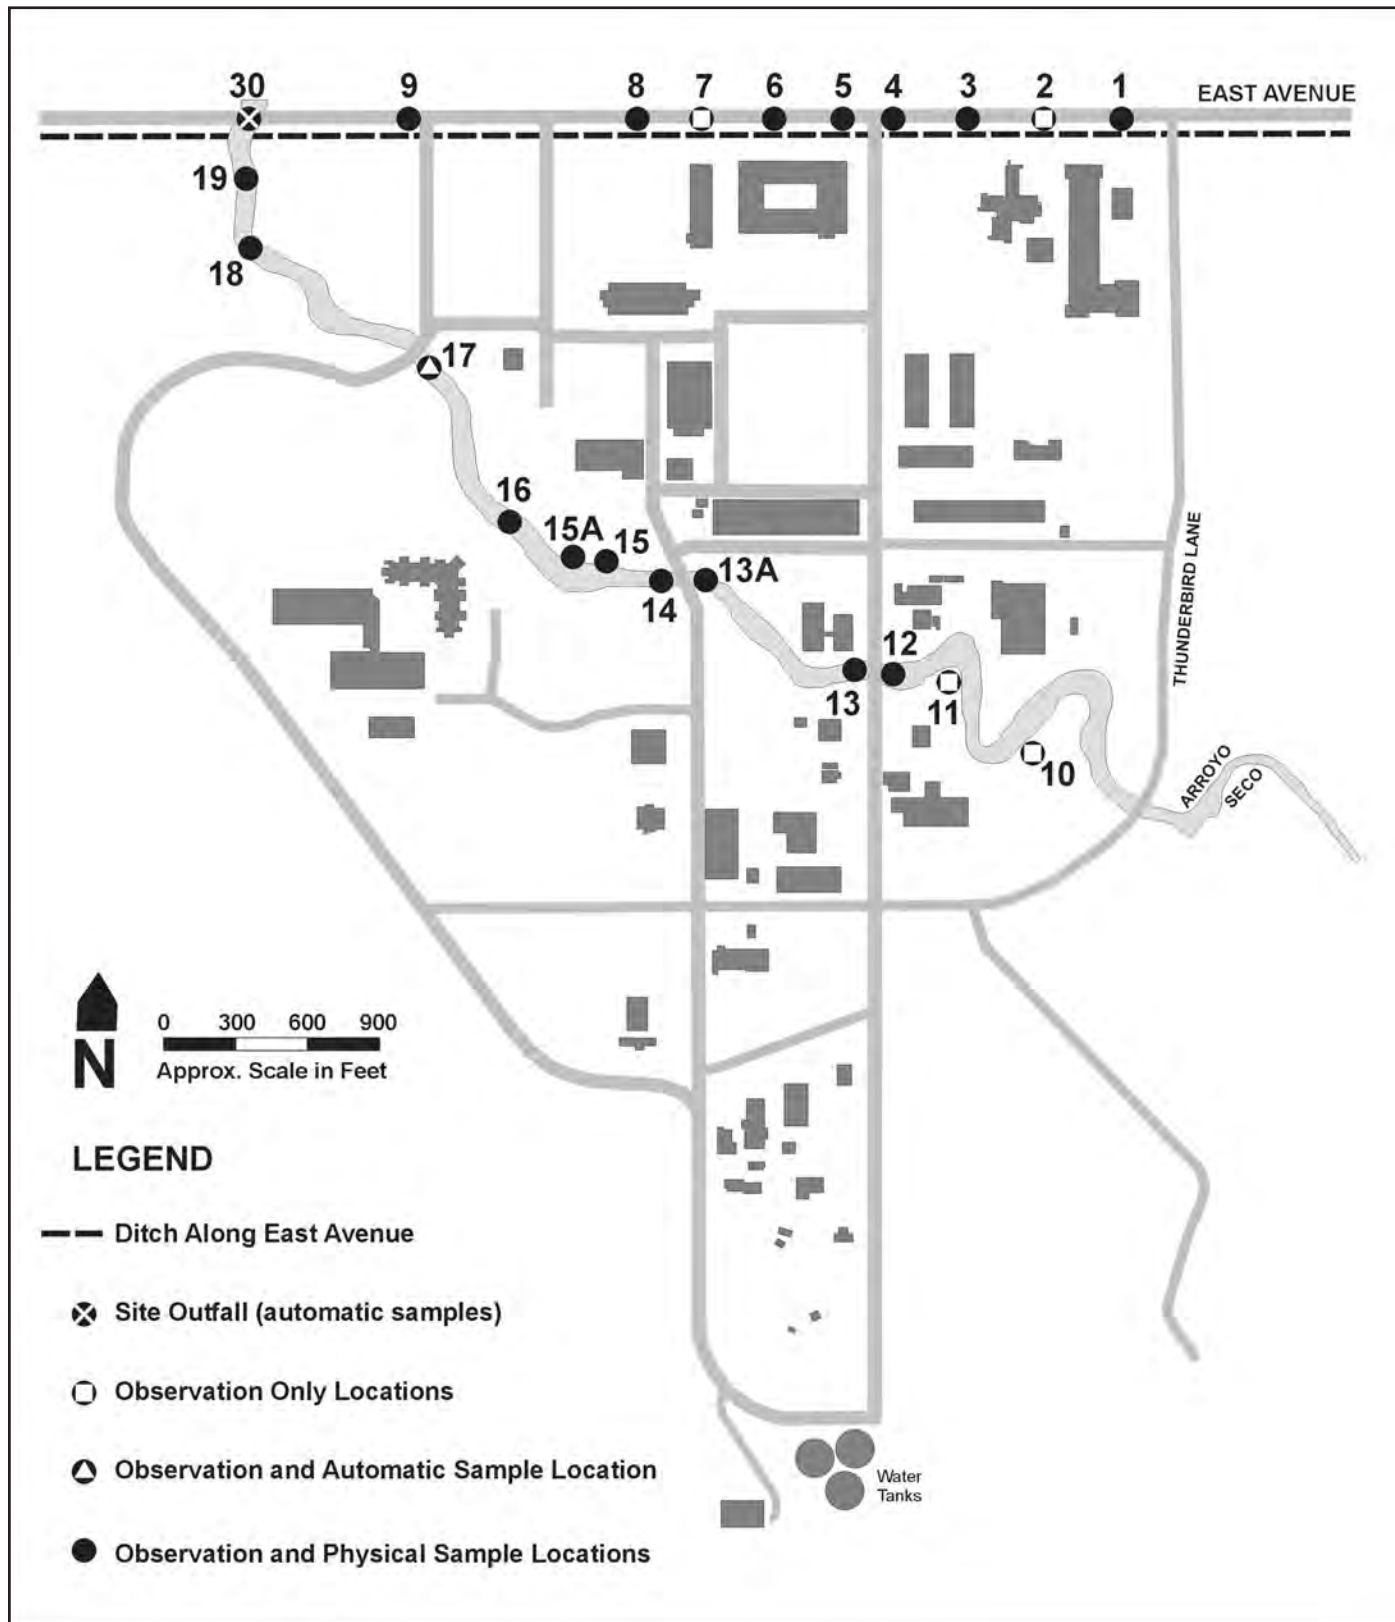 30 9 8 7 6 5 4 3 2 1
EAST AVENUE
19
18
17
16
15A 15
13A
14
12
13
11
10
THUNDERBIRD LANE
ARROYO
SECO
N
0 300 600 900
Approx. Scale in Feet
LEGEND
Ditch Along East Avenue
Site Outfall (automatic samples)
Observation Only Locations
Observation and Automatic Sample Location
Observation and Physical Sample Locations
Water
Tanks